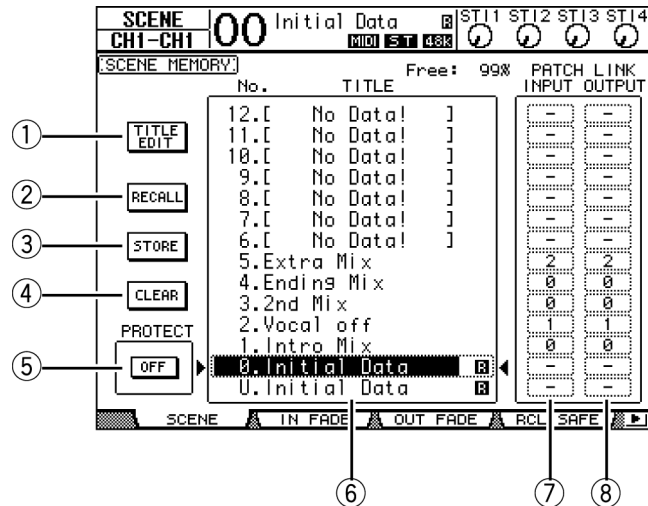 SCENE
CH1-CH1
00 Initial Data R
MIDI ST 48K
STI1 STI2 STI3 STI4
SCENE MEMORY
Free: 99%
PATCH LINK
No. TITLE
INPUT OUTPUT
12.[ No Data! ] - -
11.[ No Data! ] - -
10.[ No Data! ] - -
9.[ No Data! ] - -
8.[ No Data! ] - -
7.[ No Data! ] - -
6.[ No Data! ] - -
5.Extra Mix 2 2
4.Ending Mix 0 0
3.2nd Mix 0 0
2.Vocal off 1 1
1.Intro Mix 0 0
0.Initial Data R - -
U.Initial Data R - -
① TITLE EDIT
② RECALL
③ STORE
④ CLEAR
PROTECT
⑤ OFF
SCENE IN FADE OUT FADE RCL SAFE
⑥ ⑦ ⑧